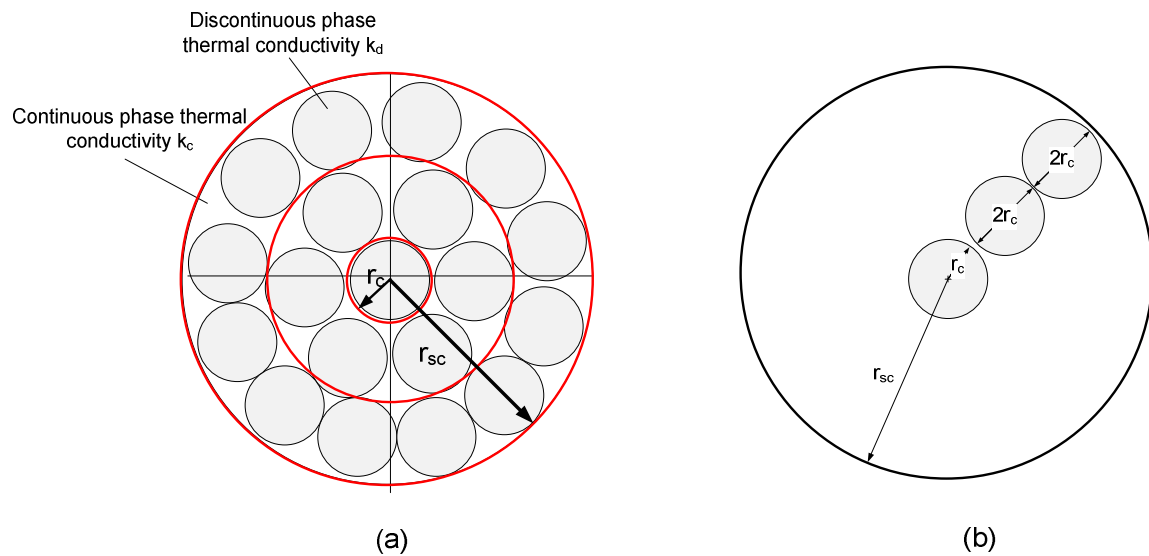 Discontinuous phase
thermal conductivity kd
Continuous phase thermal
conductivity kc
rc
rsc
(a)
2rc
2rc
rc
rsc
(b)